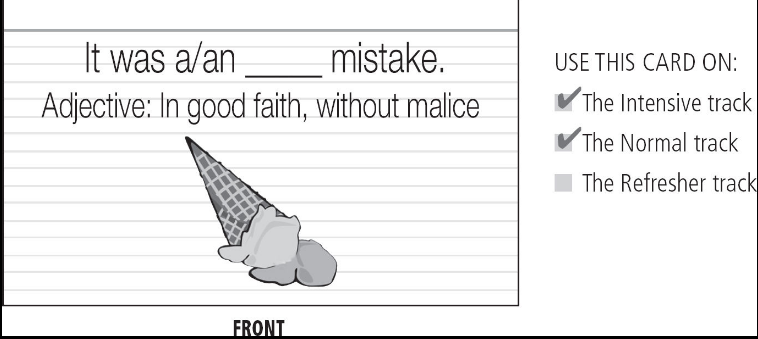 It was a/an _____ mistake.
Adjective: In good faith, without malice
FRONT
USE THIS CARD ON:
The Intensive track
The Normal track
The Refresher track